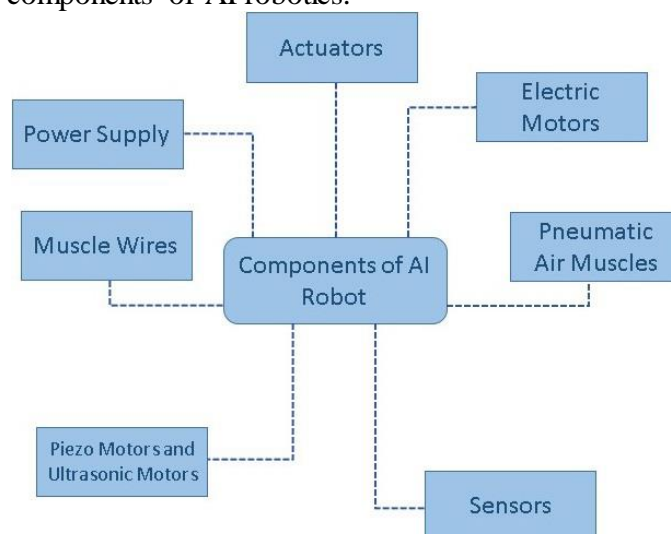 components of AI robotics.
Actuators
Electric
Motors
Power Supply
Muscle Wires
Pneumatic
Air Muscles
Components of AI
Robot
Piezo Motors and
Ultrasonic Motors
Sensors